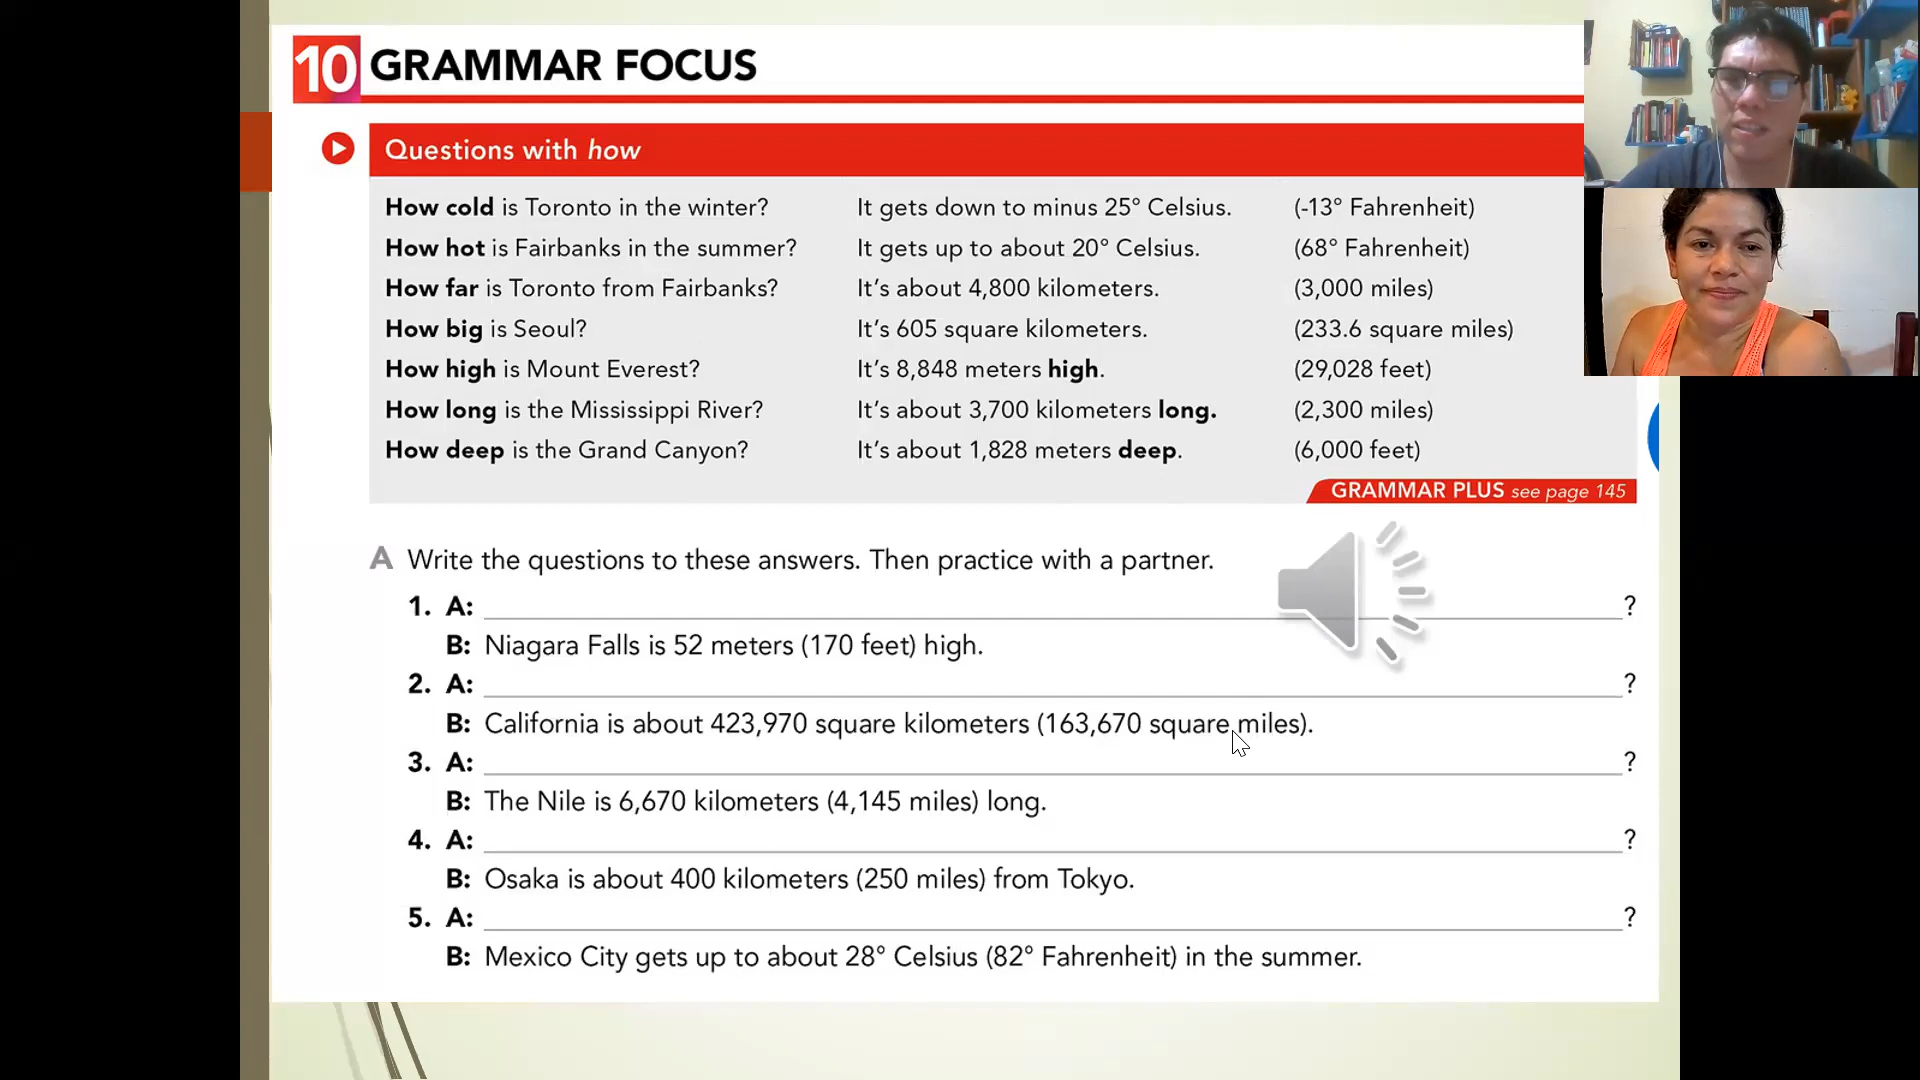 10 GRAMMAR FOCUS
Questions with how
How cold is Toronto in the winter? It gets down to minus 25° Celsius. (-13° Fahrenheit)
How hot is Fairbanks in the summer? It gets up to about 20° Celsius. (68° Fahrenheit)
How far is Toronto from Fairbanks? It's about 4,800 kilometers. (3,000 miles)
How big is Seoul? It's 605 square kilometers. (233.6 square miles)
How high is Mount Everest? It's 8,848 meters high. (29,028 feet)
How long is the Mississippi River? It's about 3,700 kilometers long. (2,300 miles)
How deep is the Grand Canyon? It's about 1,828 meters deep. (6,000 feet)
GRAMMAR PLUS see page 145
A Write the questions to these answers. Then practice with a partner.
1. A: ?
B: Niagara Falls is 52 meters (170 feet) high.
2. A: ?
B: California is about 423,970 square kilometers (163,670 square miles).
3. A: ?
B: The Nile is 6,670 kilometers (4,145 miles) long.
4. A: ?
B: Osaka is about 400 kilometers (250 miles) from Tokyo.
5. A: ?
B: Mexico City gets up to about 28° Celsius (82° Fahrenheit) in the summer.